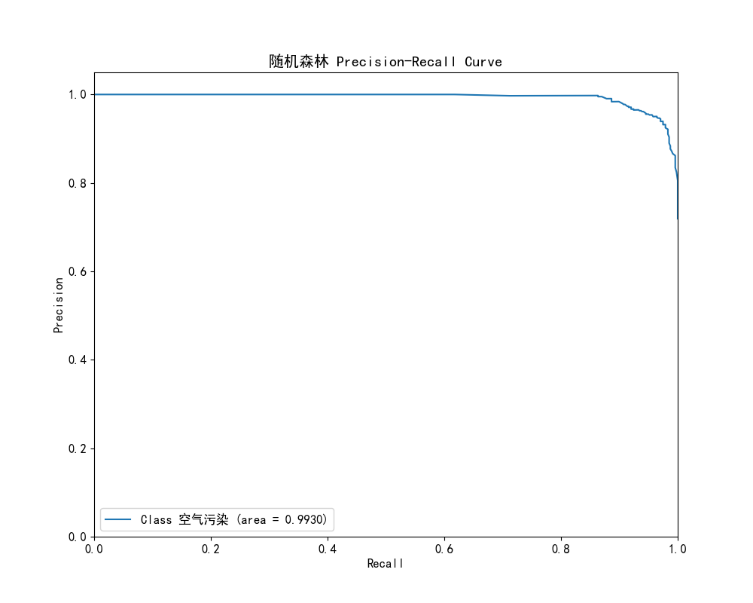 随机森林 Precision-Recall Curve
1.0
0.8
0.6
0.4
0.2
0.0
Precision
Class 空气污染 (area = 0.9930)
0.0 0.2 0.4 0.6 0.8 1.0
Recall